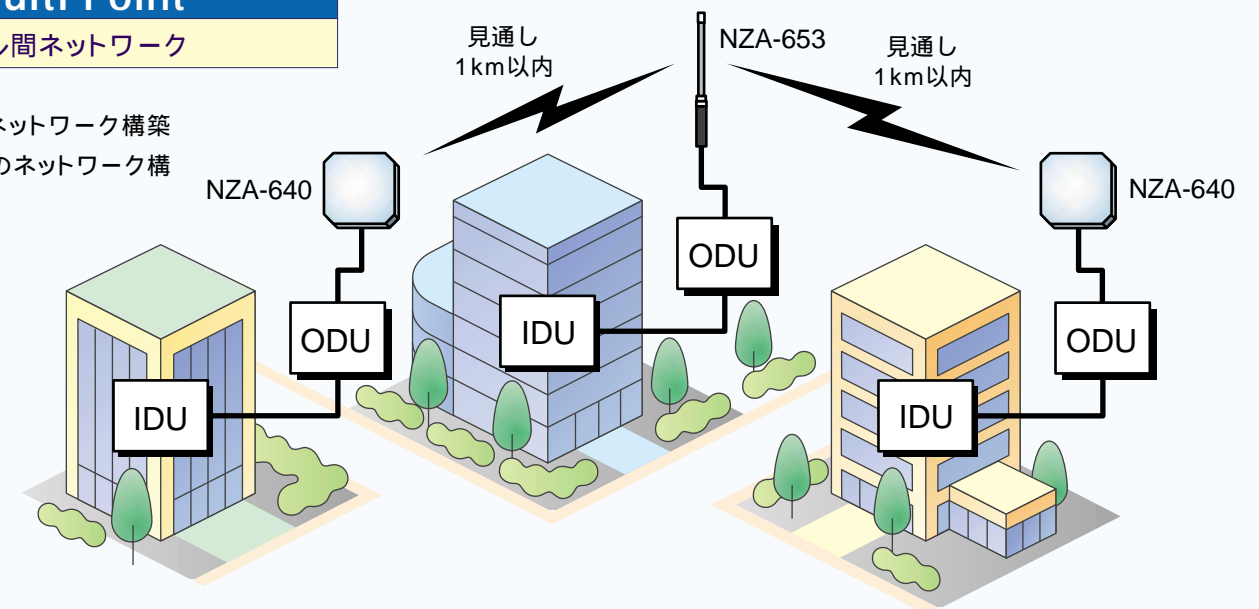 ulti Point
ル間ネットワーク
ネットワーク構築
のネットワーク構
見通し
1km以内
NZA-653
見通し
1km以内
NZA-640
NZA-640
ODU
ODU
ODU
IDU
IDU
IDU